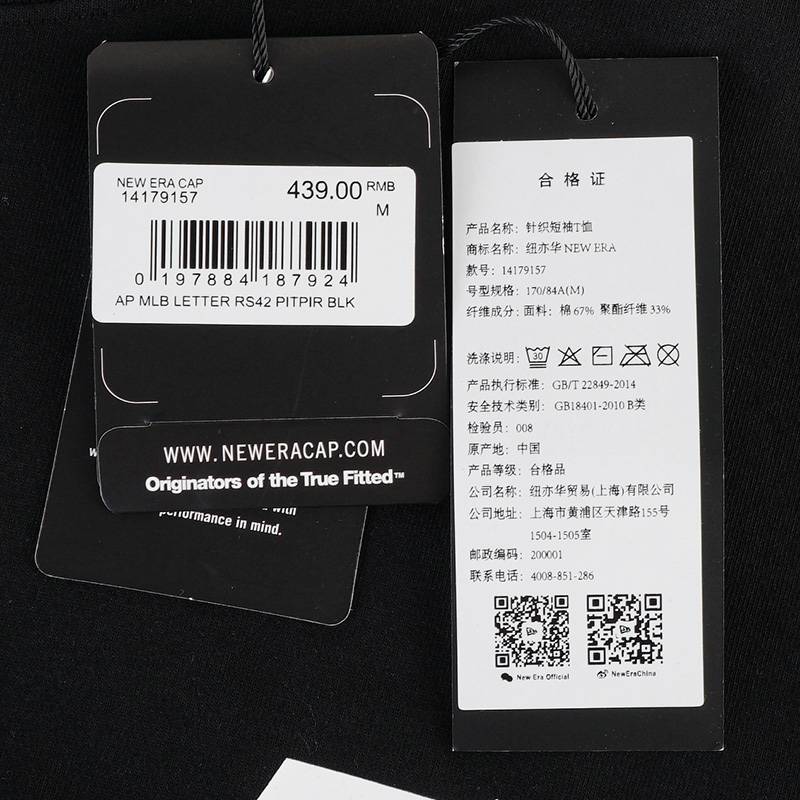 NEW ERA CAP
14179157
439.00 RMB
M
0 197884 187924
AP MLB LETTER RS42 PITPIR BLK
WWW.NEWERACAP.COM
Originators of the True Fitted™
with
performance in mind.
合格证
产品名称：针织短袖T恤
商标名称：纽亦华 NEW ERA
款号：14179157
号型规格：170/84A(M)
纤维成分：面料：棉 67% 聚酯纤维 33%
洗涤说明： 30
产品执行标准：GB/T 22849-2014
安全技术类别：GB18401-2010 B类
检验员：008
原产地：中国
产品等级：合格品
公司名称：纽亦华贸易(上海)有限公司
公司地址：上海市黄浦区天津路155号
1504-1505室
邮政编码：200001
联系电话：4008-851-286
New Era Official
NewEraChina